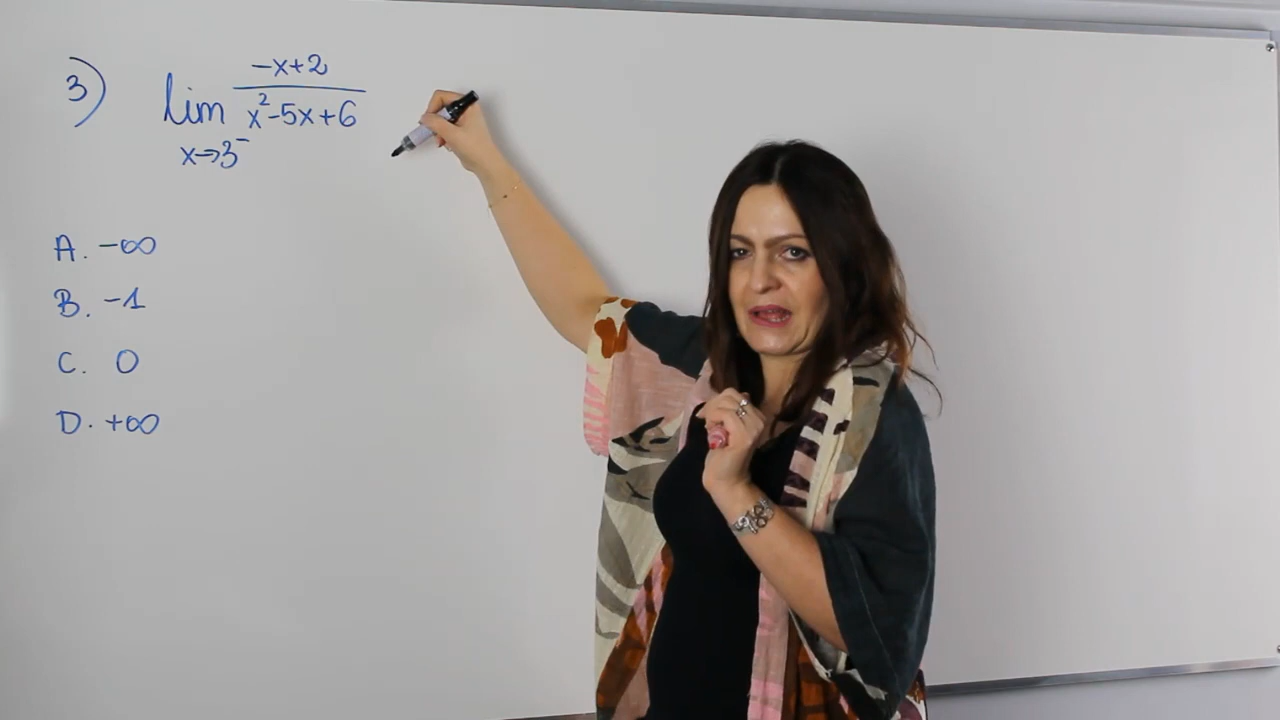 3) lim -x+2 / x²-5x+6
x→3⁻
A. -∞
B. -1
C. 0
D. +∞